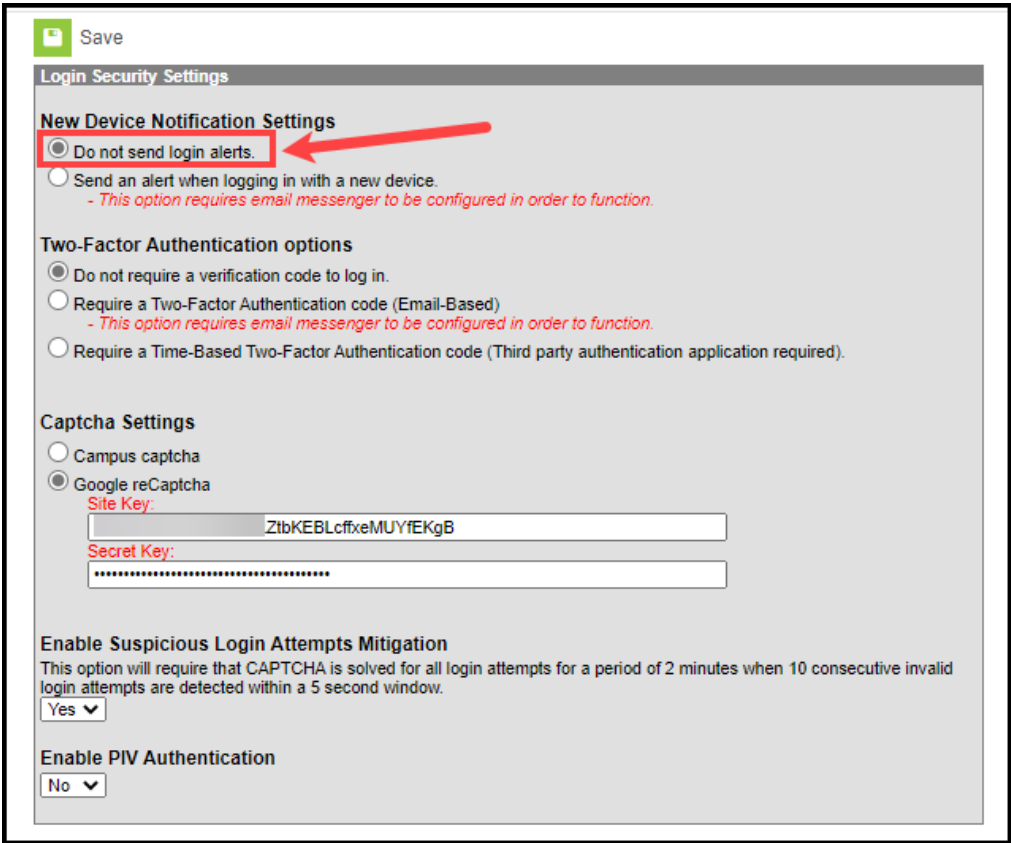 Save
Login Security Settings
New Device Notification Settings
Do not send login alerts.
Send an alert when logging in with a new device.
- This option requires email messenger to be configured in order to function.
Two-Factor Authentication options
Do not require a verification code to log in.
Require a Two-Factor Authentication code (Email-Based)
- This option requires email messenger to be configured in order to function.
Require a Time-Based Two-Factor Authentication code (Third party authentication application required).
Captcha Settings
Campus captcha
Google reCaptcha
Site Key:
ZtbKEBLcffxeMUYfEKgB
Secret Key:
Enable Suspicious Login Attempts Mitigation
This option will require that CAPTCHA is solved for all login attempts for a period of 2 minutes when 10 consecutive invalid
login attempts are detected within a 5 second window.
Yes
Enable PIV Authentication
No